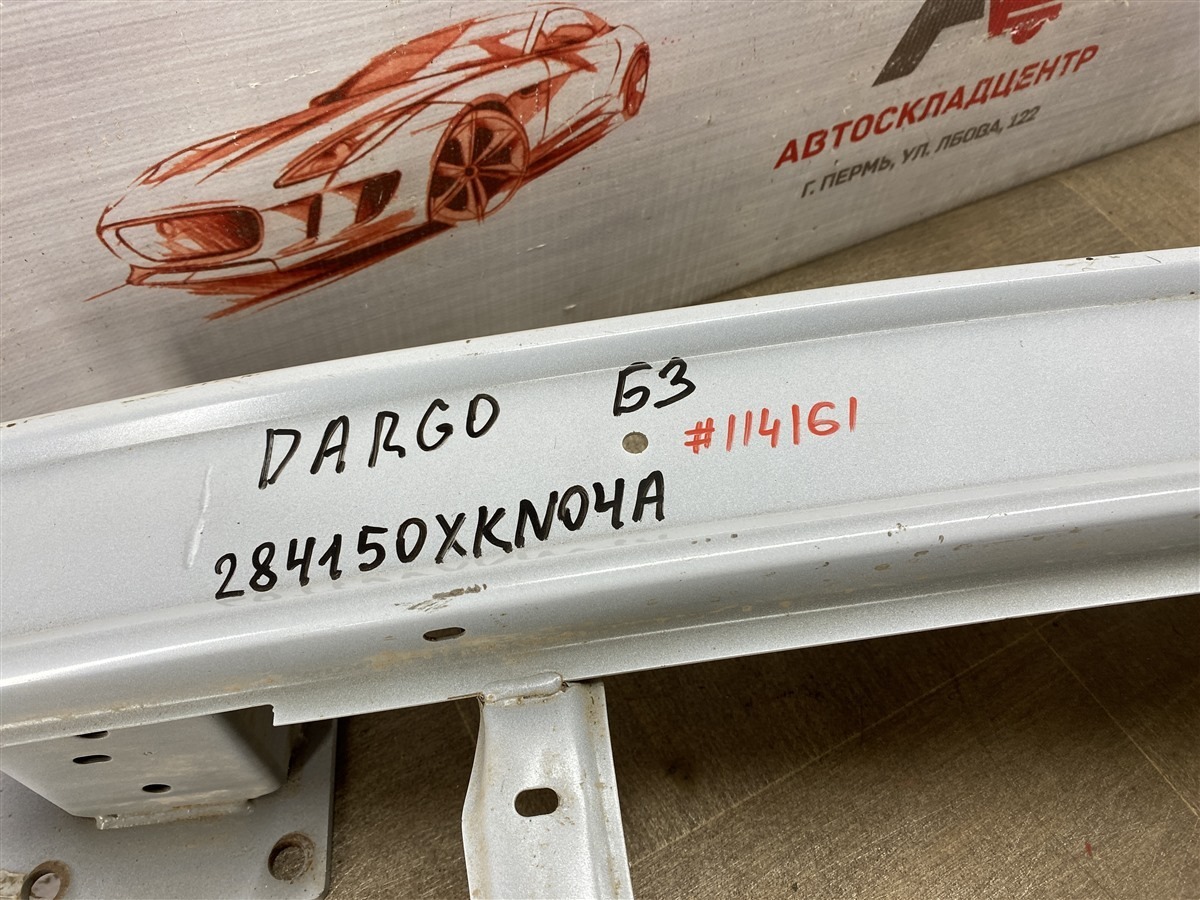 АВТОСКЛАДЦЕНТР
Г. ПЕРМЬ, УЛ. ЛБОВА, 122
DARGO БЗ
#114161
284150XKN04A